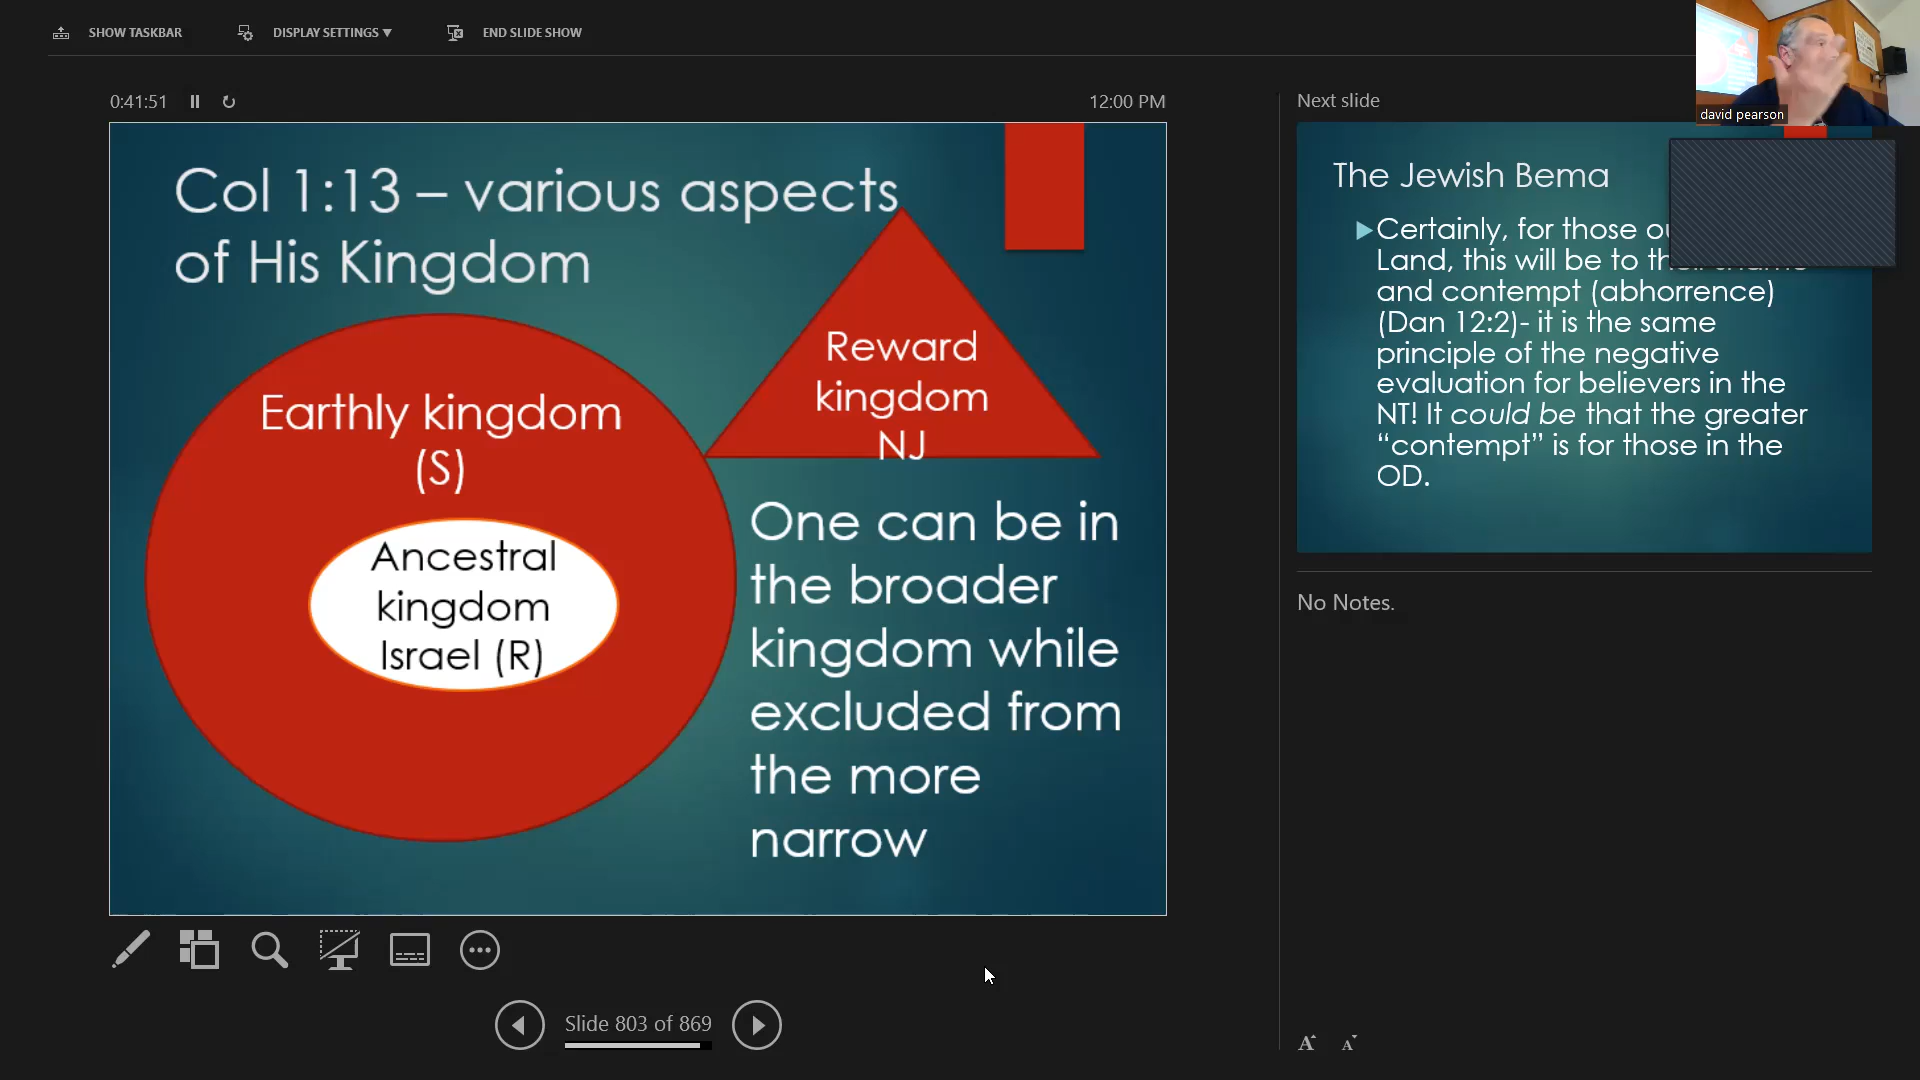 SHOW TASKBAR
DISPLAY SETTINGS ▼
END SLIDE SHOW
0:41:51
12:00 PM
Col 1:13 – various aspects
of His Kingdom
Earthly kingdom
(S)
Ancestral
kingdom
Israel (R)
Reward
kingdom
NJ
One can be in
the broader
kingdom while
excluded from
the more
narrow
Slide 803 of 869
Next slide
david pearson
The Jewish Bema
Certainly, for those
Land, this will be to
and contempt (abhorrence)
(Dan 12:2)- it is the same
principle of the negative
evaluation for believers in the
NT! It could be that the greater
“contempt” is for those in the
OD.
No Notes.
A
A